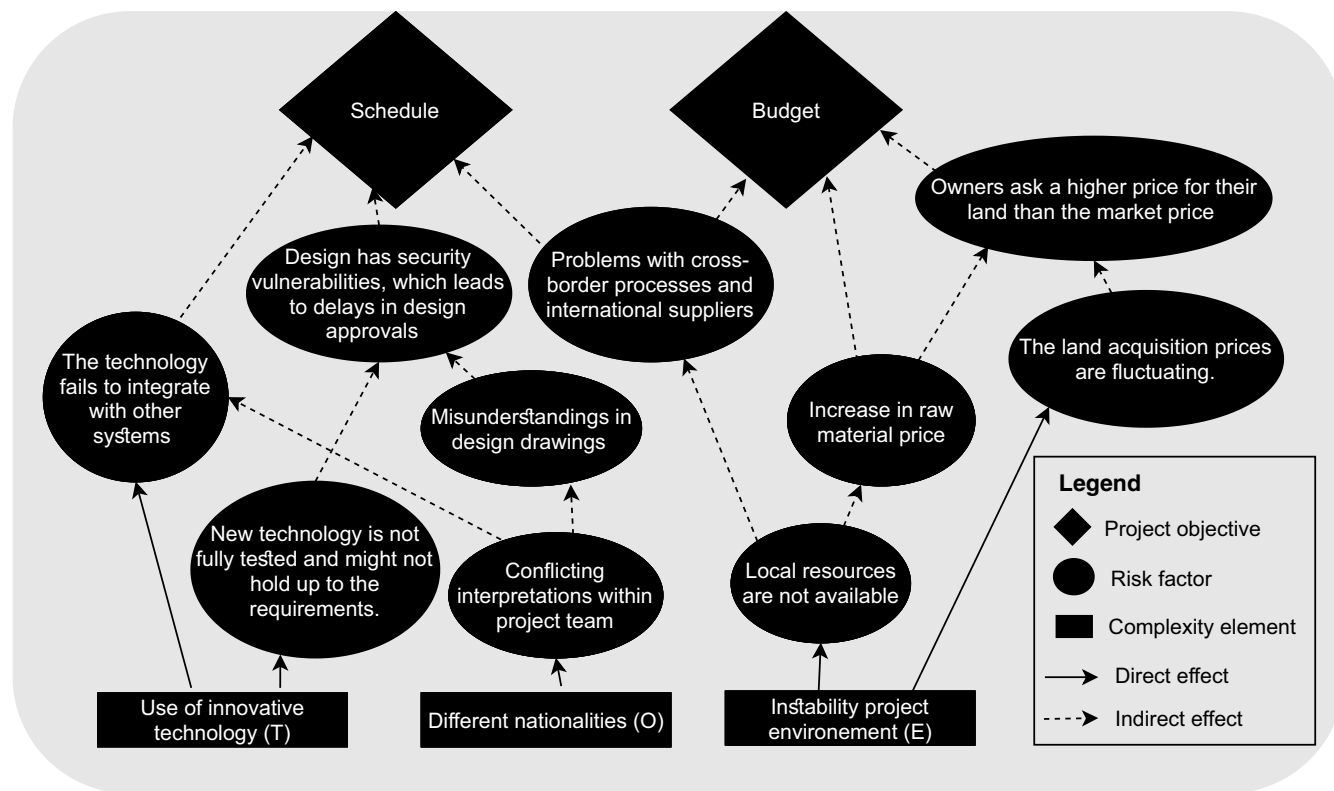 Schedule
Budget
Owners ask a higher price for their
land than the market price
Design has security
vulnerabilities, which leads
to delays in design
approvals
Problems with cross-
border processes and
international suppliers
The technology
fails to integrate
with other
systems
The land acquisition prices
are fluctuating.
Misunderstandings in
design drawings
Increase in raw
material price
New technology is not
fully tested and might not
hold up to the
requirements.
Conflicting
interpretations within
project team
Local resources
are not available
Use of innovative
technology (T)
Different nationalities (O)
Instability project
environement (E)
Legend
Project objective
Risk factor
Complexity element
Direct effect
Indirect effect